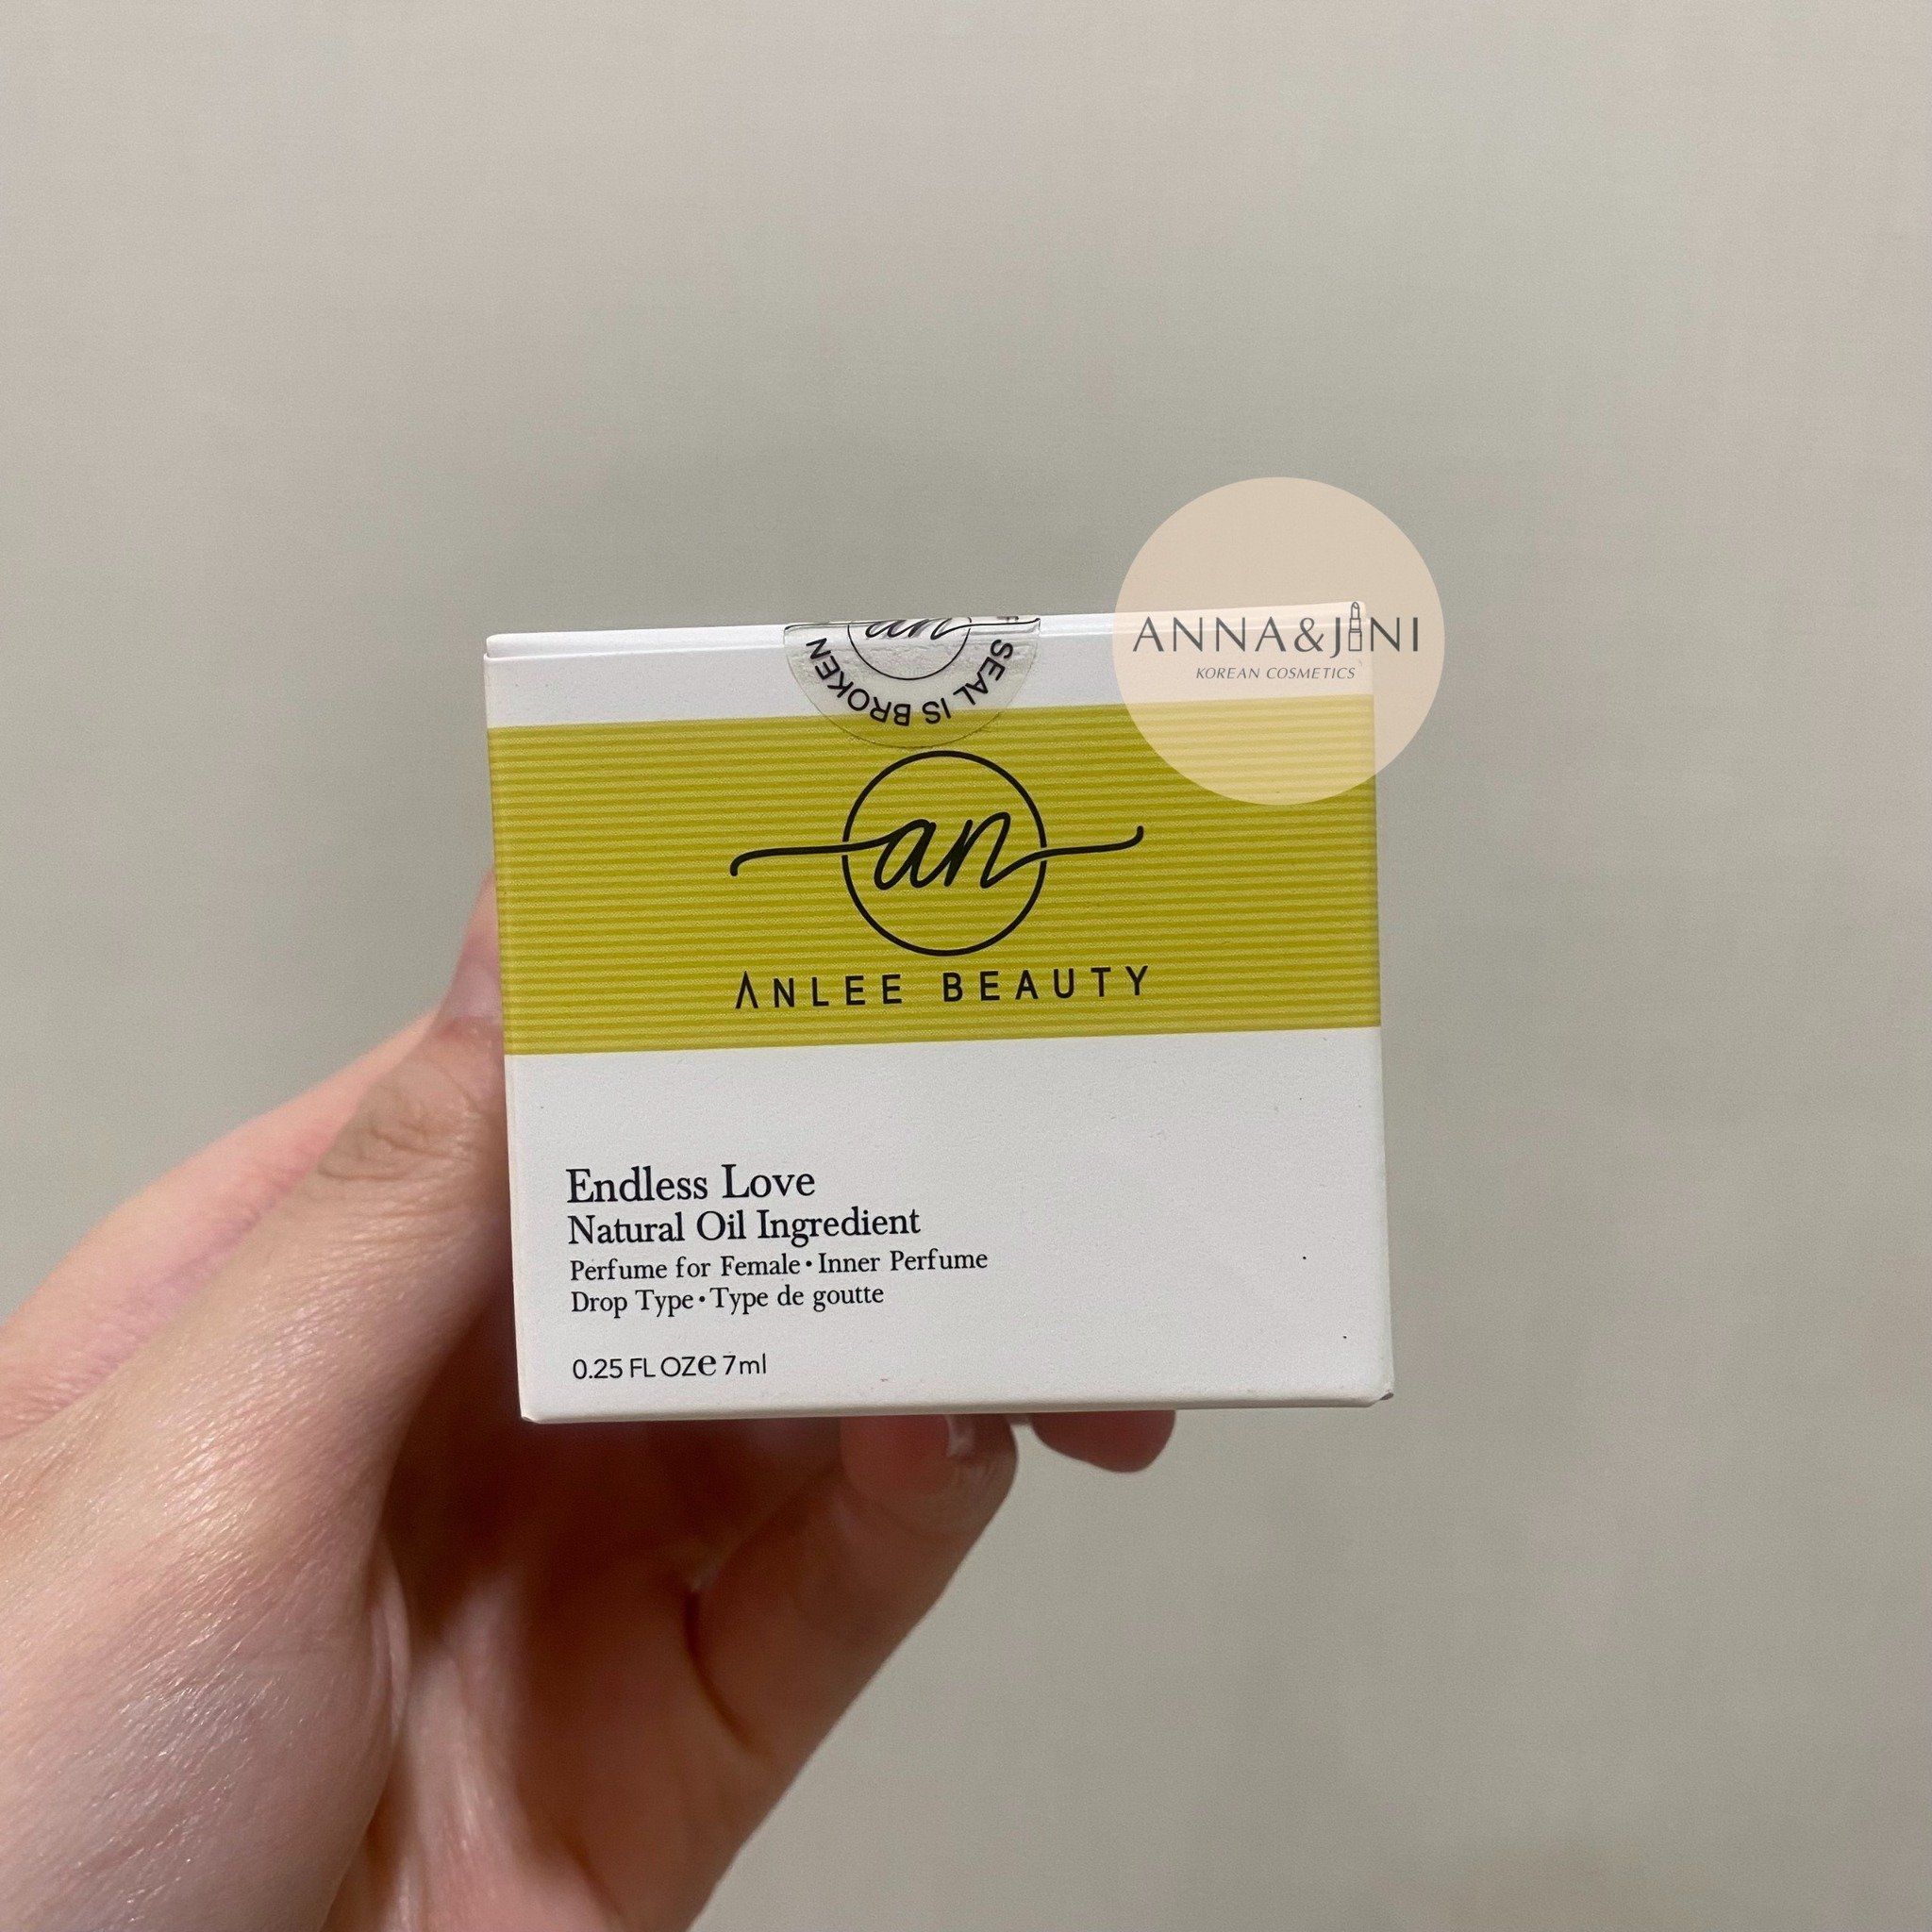 an
F SEAL IS BROKEN
ANNA&JINI
KOREAN COSMETICS
an
ANLEE BEAUTY
Endless Love
Natural Oil Ingredient
Perfume for Female•Inner Perfume
Drop Type•Type de goutte
0.25 FL OZ℮7ml